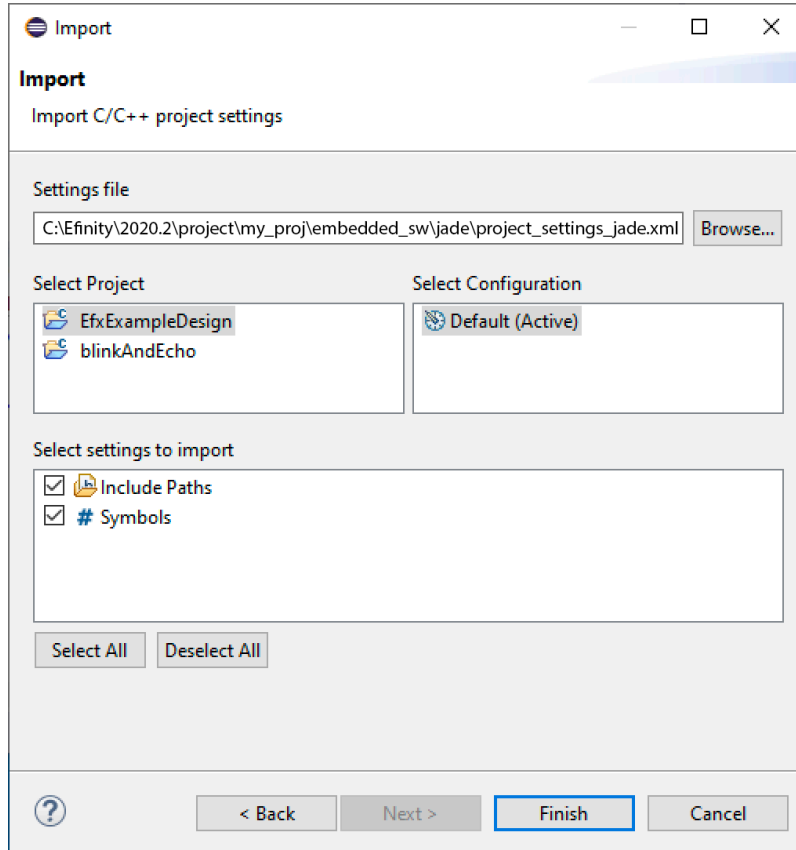 Import
Import
Import C/C++ project settings
Settings file
C:\Efinity\2020.2\project\my_proj\embedded_sw\jade\project_settings_jade.xml Browse...
Select Project Select Configuration
EfxExampleDesign Default (Active)
blinkAndEcho
Select settings to import
Include Paths
# Symbols
Select All Deselect All
? < Back Next > Finish Cancel